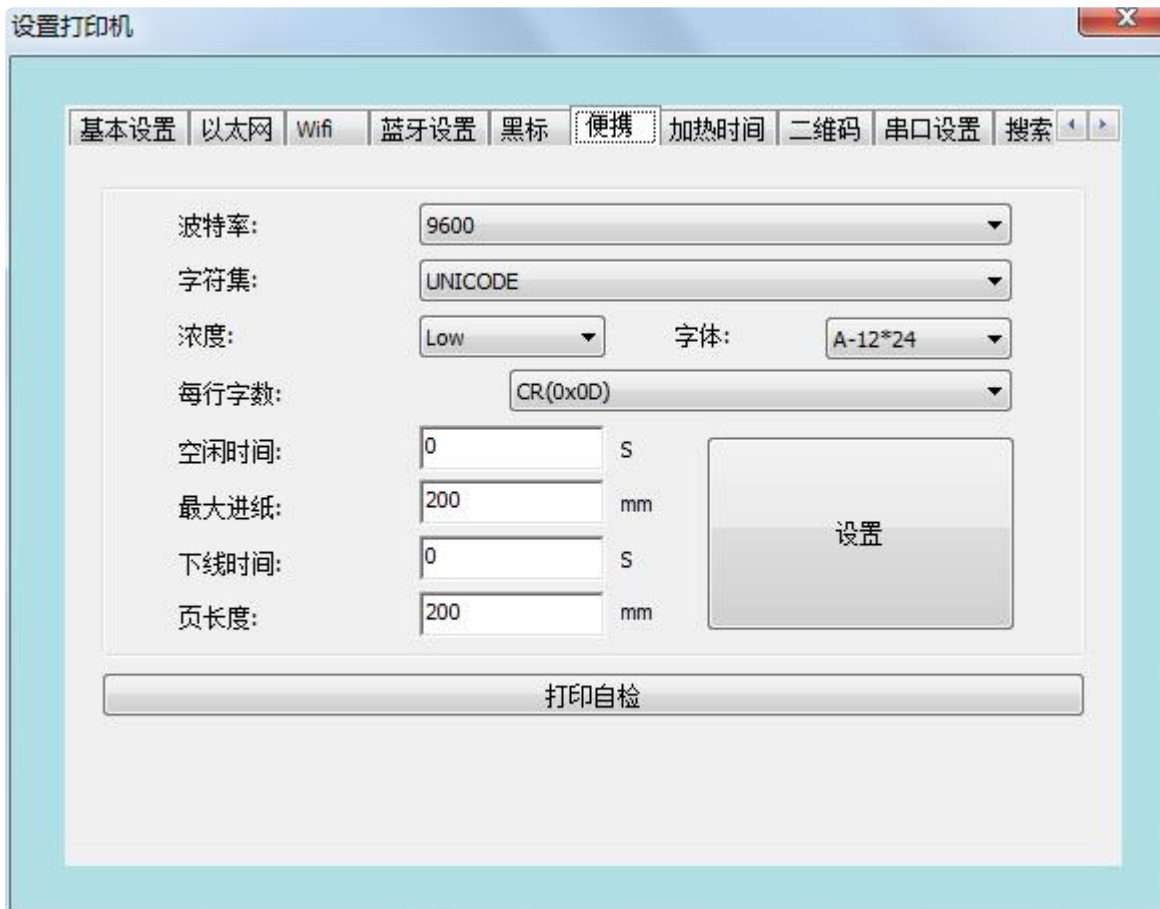 设置打印机
基本设置 以太网 Wifi 蓝牙设置 黑标 便携 加热时间 二维码 串口设置 搜索
波特率: 9600
字符集: UNICODE
浓度: Low 字体: A-12*24
每行字数: CR(0x0D)
空闲时间: 0 S
最大进纸: 200 mm
设置
下线时间: 0 S
页长度: 200 mm
打印自检